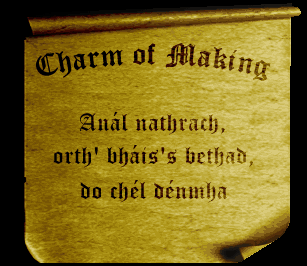 Charm of Making
Anál nathrach,
orth' bháis's bethad,
do chél dénmha